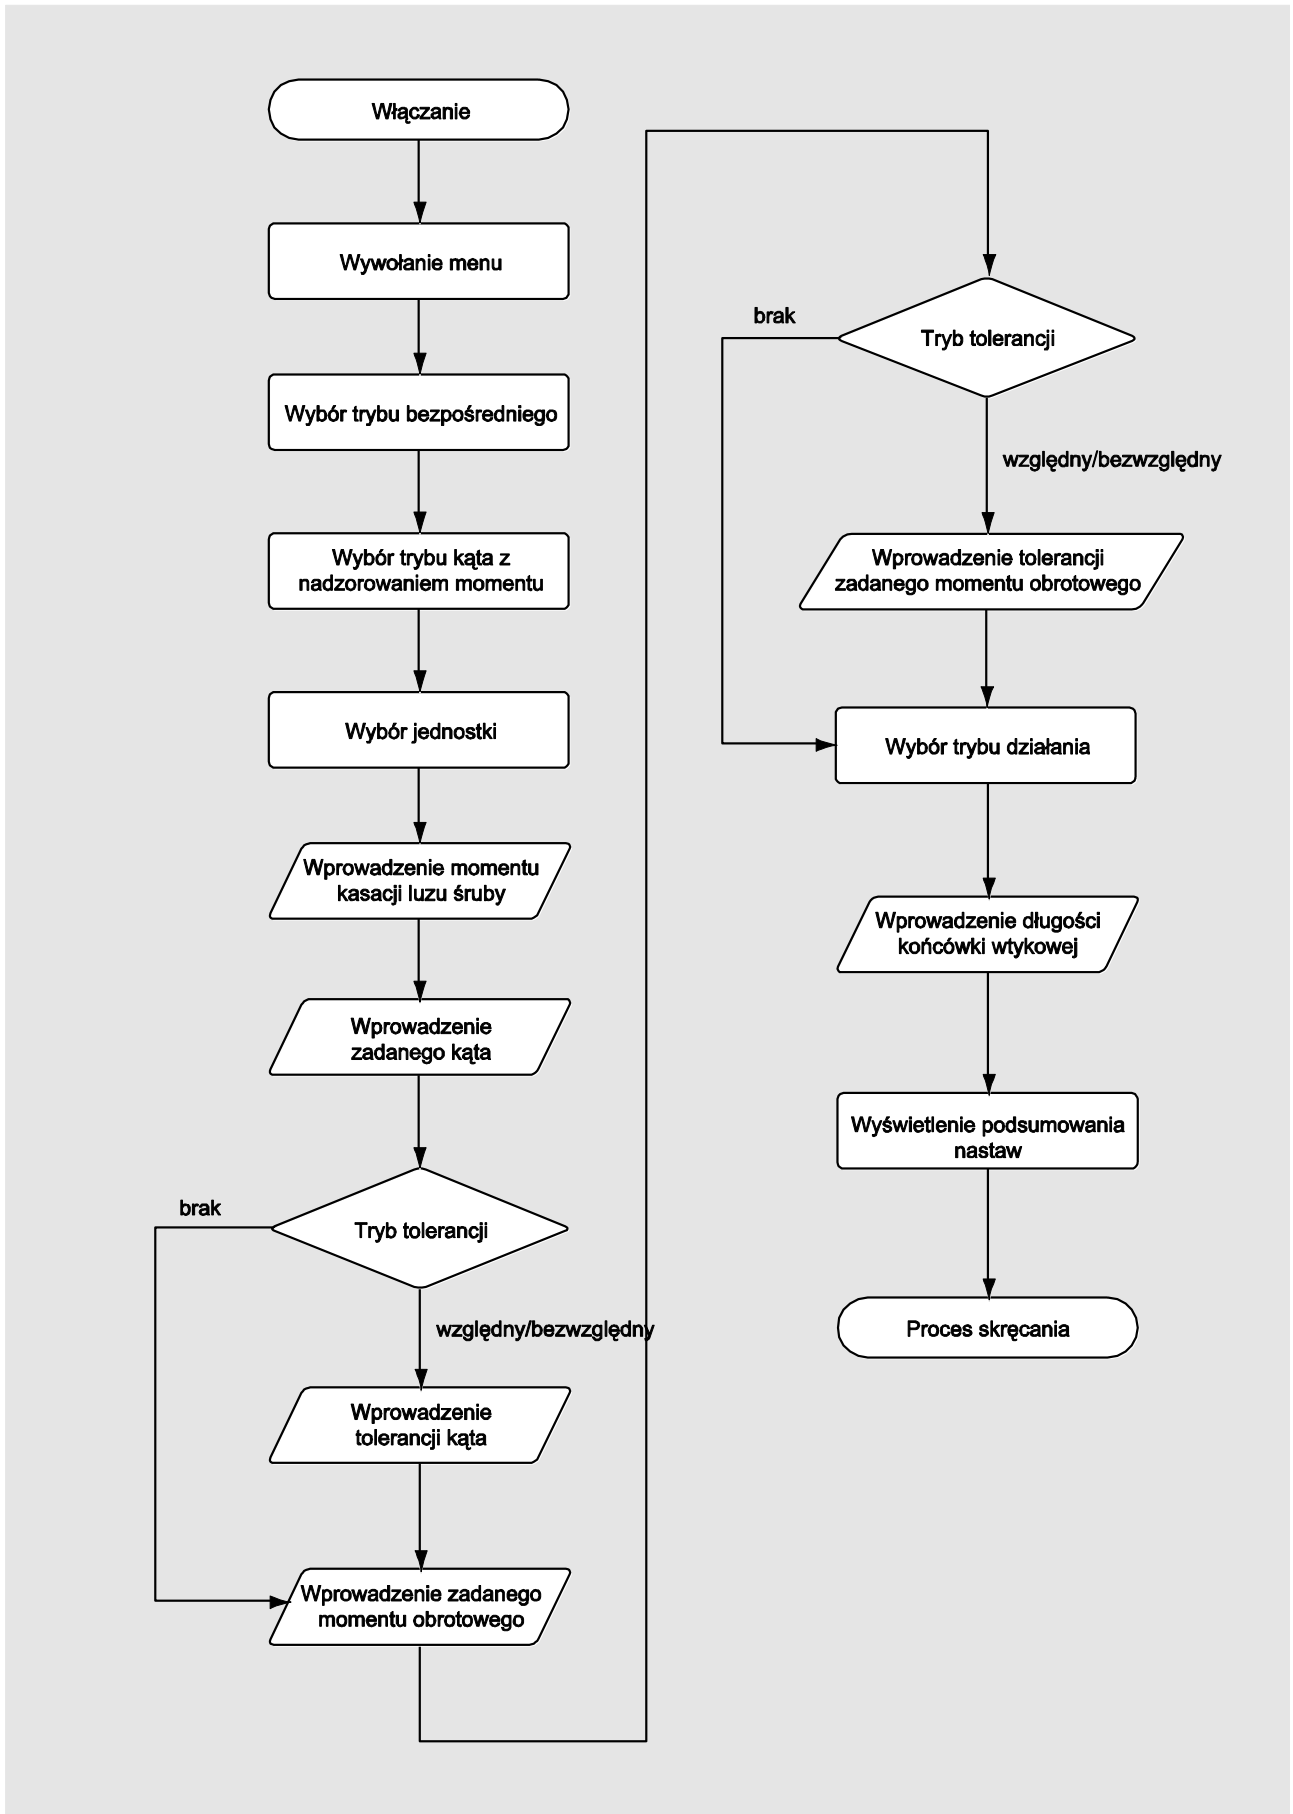 Włączanie
Wywołanie menu
Wybór trybu bezpośredniego
Wybór trybu kąta z
nadzorowaniem momentu
Wybór jednostki
Wprowadzenie momentu
kasacji luzu śruby
Wprowadzenie
zadanego kąta
brak
Tryb tolerancji
względny/bezwzględny
Wprowadzenie
tolerancji kąta
Wprowadzenie zadanego
momentu obrotowego
brak
Tryb tolerancji
względny/bezwzględny
Wprowadzenie tolerancji
zadanego momentu obrotowego
Wybór trybu działania
Wprowadzenie długości
końcówki wtykowej
Wyświetlenie podsumowania
nastaw
Proces skręcania